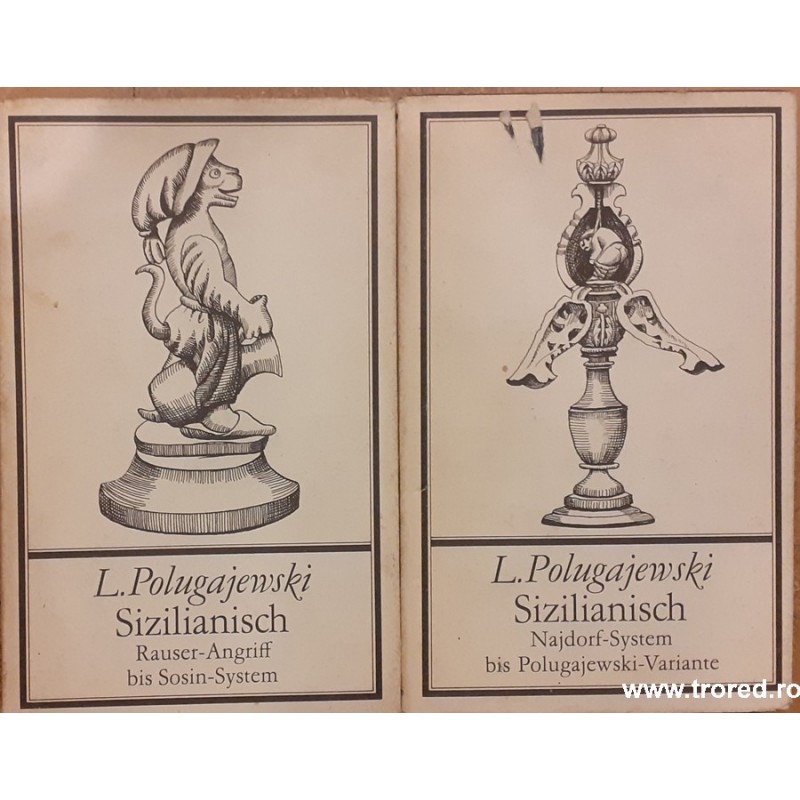 L. Polugajewski
Sizilianisch
Rauser-Angriff
bis Sosin-System
L. Polugajewski
Sizilianisch
Najdorf-System
bis Polugajewski-Variante
www.trored.ro